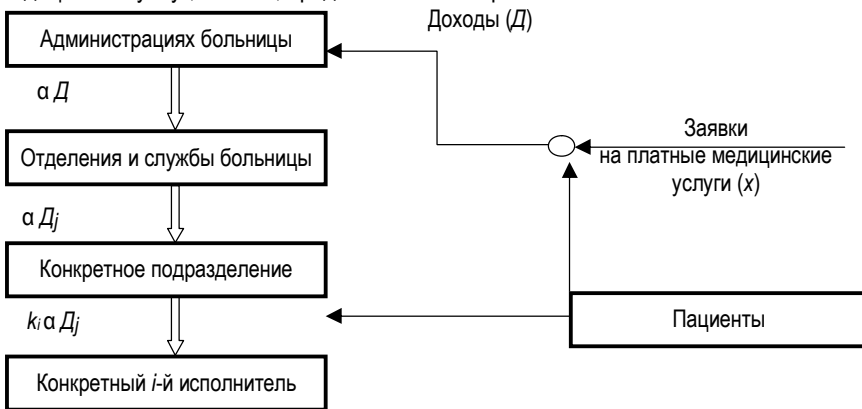 Администрациях больницы
Доходы (Д)
α Д
Отделения и службы больницы
Заявки
на платные медицинские
услуги (x)
α Дj
Конкретное подразделение
ki α Дj
Пациенты
Конкретный i-й исполнитель